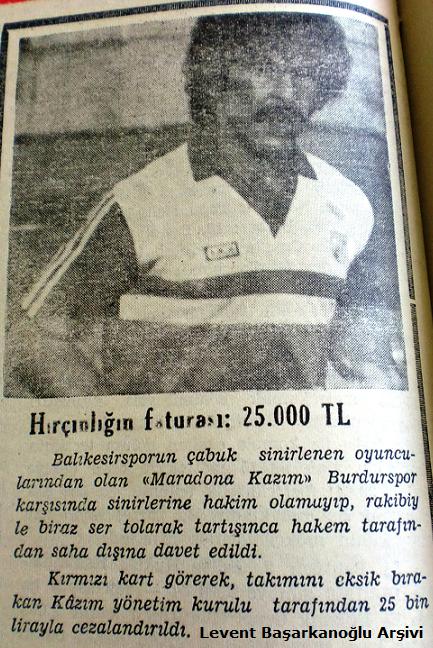 Hırçınlığın faturası: 25.000 TL
Balıkesirsporun çabuk sinirlenen oyuncu-
larından olan «Maradona Kazım» Burdurspor
karşısında sinirlerine hakim olamuyıp, rakibiy
le biraz ser tolarak tartışınca hakem tarafın-
dan saha dışına davet edildi.
Kırmızı kart görerek, takımını eksik bıra-
kan Kâzım yönetim kurulu tarafından 25 bin
lirayla cezalandırıldı.
Levent Başarkanoğlu Arşivi